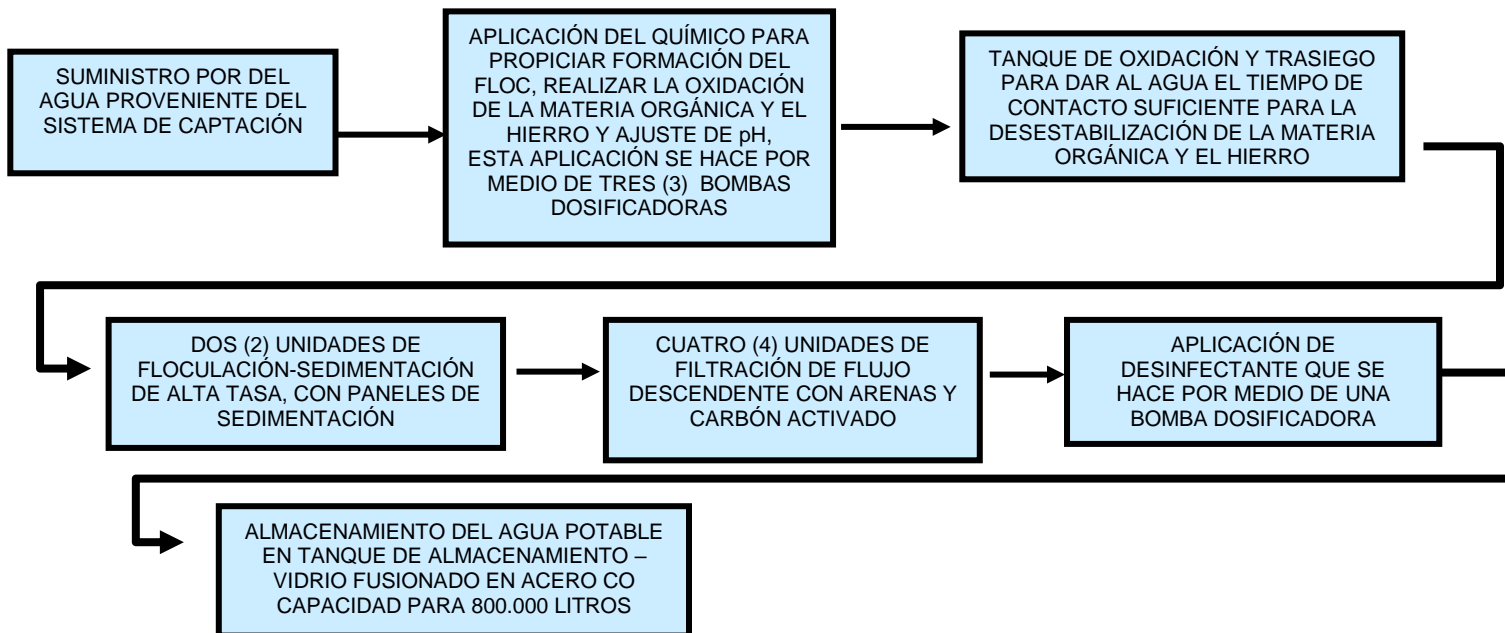 SUMINISTRO POR DEL
AGUA PROVENIENTE DEL
SISTEMA DE CAPTACIÓN
APLICACIÓN DEL QUÍMICO PARA
PROPICIAR FORMACIÓN DEL
FLOC, REALIZAR LA OXIDACIÓN
DE LA MATERIA ORGÁNICA Y EL
HIERRO Y AJUSTE DE pH,
ESTA APLICACIÓN SE HACE POR
MEDIO DE TRES (3) BOMBAS
DOSIFICADORAS
TANQUE DE OXIDACIÓN Y TRASIEGO
PARA DAR AL AGUA EL TIEMPO DE
CONTACTO SUFICIENTE PARA LA
DESESTABILIZACIÓN DE LA MATERIA
ORGÁNICA Y EL HIERRO
DOS (2) UNIDADES DE
FLOCULACIÓN-SEDIMENTACIÓN
DE ALTA TASA, CON PANELES DE
SEDIMENTACIÓN
CUATRO (4) UNIDADES DE
FILTRACIÓN DE FLUJO
DESCENDENTE CON ARENAS Y
CARBÓN ACTIVADO
APLICACIÓN DE
DESINFECTANTE QUE SE
HACE POR MEDIO DE UNA
BOMBA DOSIFICADORA
ALMACENAMIENTO DEL AGUA POTABLE
EN TANQUE DE ALMACENAMIENTO –
VIDRIO FUSIONADO EN ACERO CO
CAPACIDAD PARA 800.000 LITROS